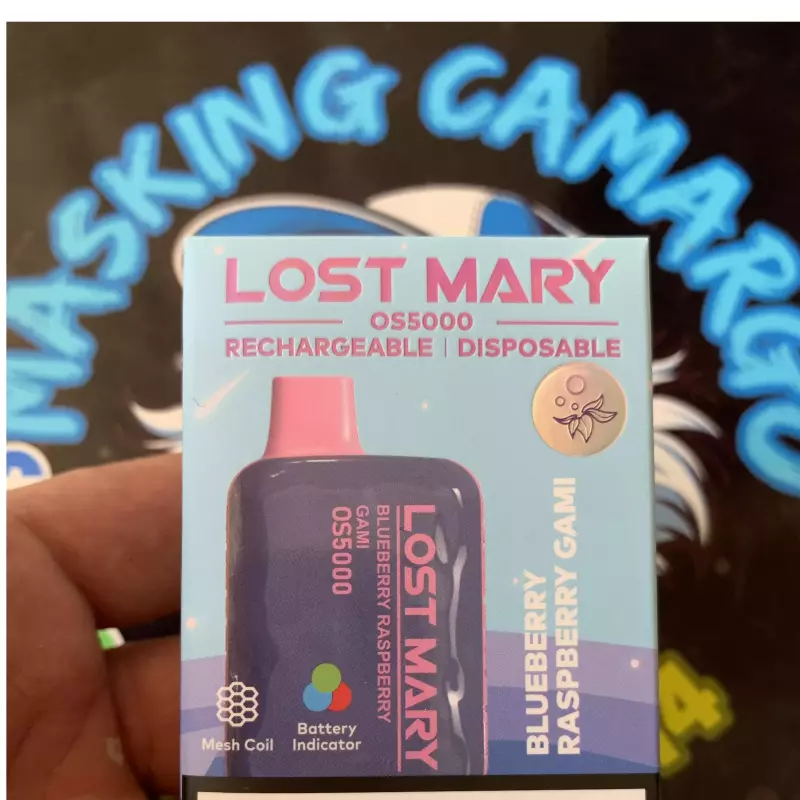 MASKING CAMARGO
LOST MARY
OS5000
RECHARGEABLE | DISPOSABLE
LOST MARY
BLUEBERRY RASPBERRY
GAMI
OS5000
BLUEBERRY
RASPBERRY GAMI
Mesh Coil
Battery
Indicator
4